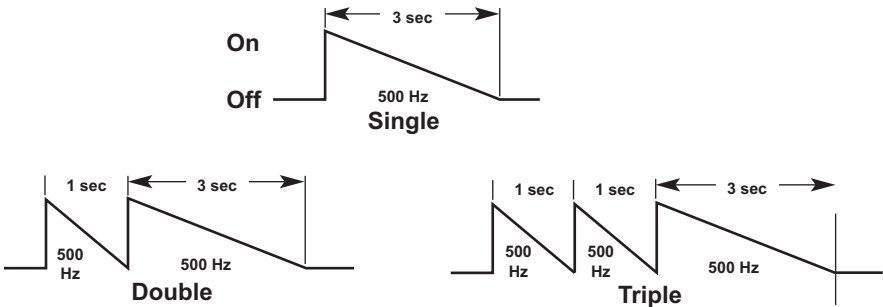 3 sec
On
Off
500 Hz
Single
1 sec 3 sec
500
Hz
500 Hz
Double
1 sec 1 sec 3 sec
500
Hz
500
Hz
500 Hz
Triple